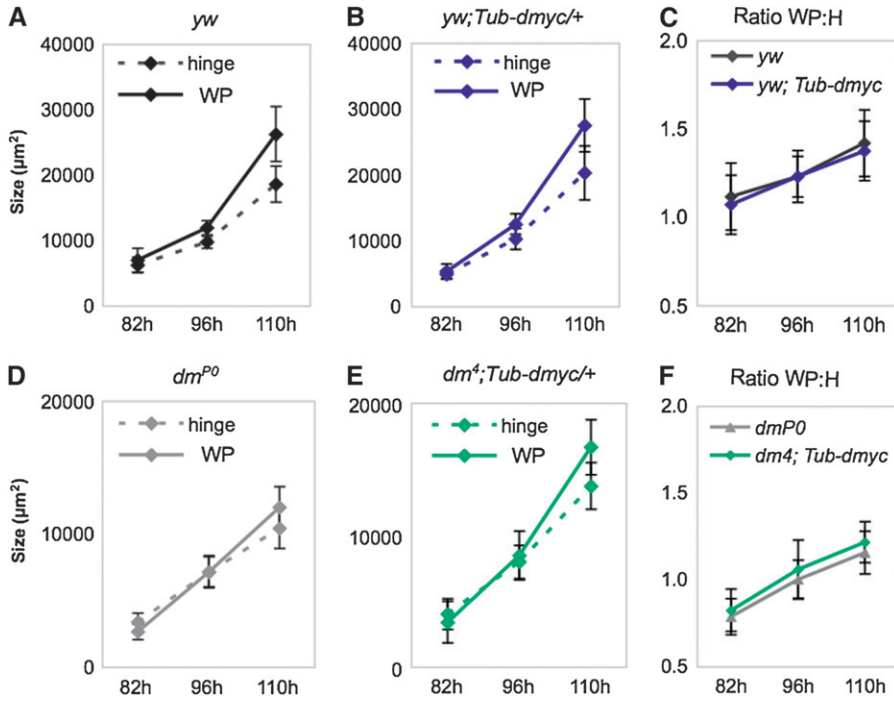 A
yw
40000
30000
20000
10000
0
Size (µm²)
hinge
WP
82h 96h 110h
B
yw;Tub-dmyc/+
40000
30000
20000
10000
0
hinge
WP
82h 96h 110h
C
Ratio WP:H
2.0
1.5
1.0
0.5
yw
yw; Tub-dmyc
82h 96h 110h
D
dmᴾ⁰
20000
10000
0
Size (µm²)
hinge
WP
82h 96h 110h
E
dm⁴;Tub-dmyc/+
20000
10000
0
hinge
WP
82h 96h 110h
F
Ratio WP:H
2.0
1.5
1.0
0.5
dmP0
dm4; Tub-dmyc
82h 96h 110h